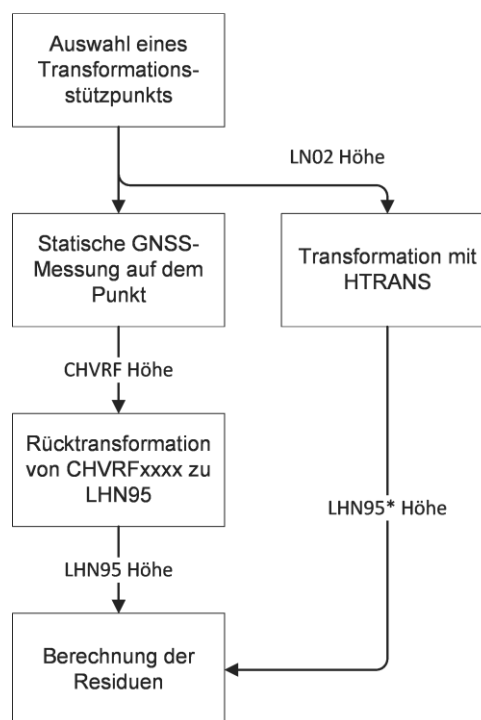 Auswahl eines
Transformations-
stützpunkts
LN02 Höhe
Statische GNSS-
Messung auf dem
Punkt
Transformation mit
HTRANS
CHVRF Höhe
Rücktransformation
von CHVRFxxxx zu
LHN95
LHN95* Höhe
LHN95 Höhe
Berechnung der
Residuen